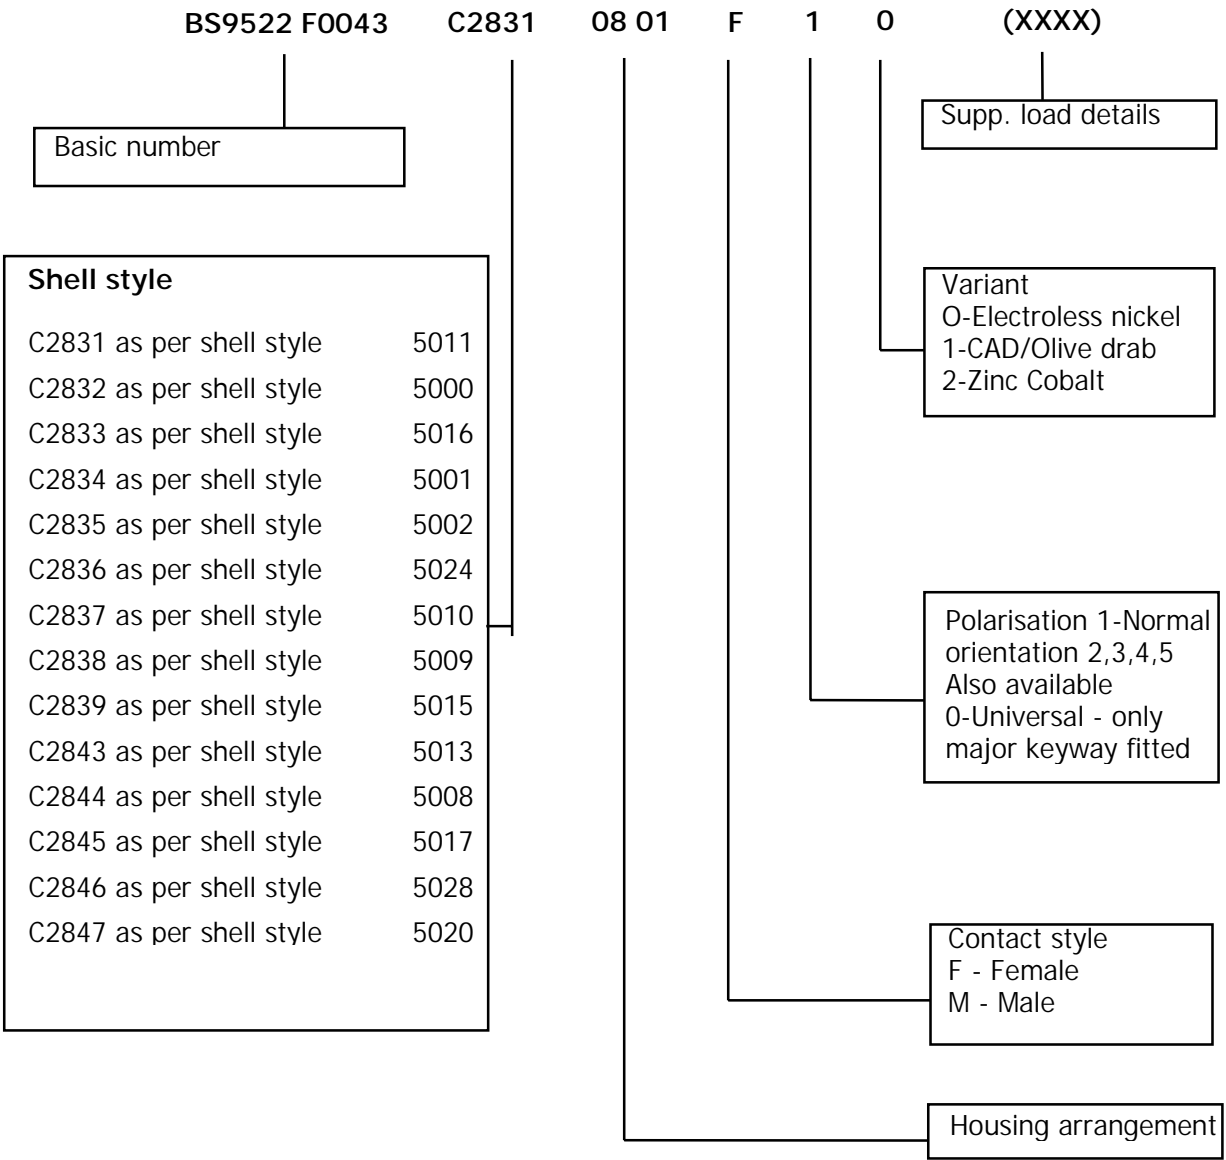 BS9522 F0043 C2831 08 01 F 1 0 (XXXX)
Basic number
Supp. load details
Shell style
C2831 as per shell style 5011
C2832 as per shell style 5000
C2833 as per shell style 5016
C2834 as per shell style 5001
C2835 as per shell style 5002
C2836 as per shell style 5024
C2837 as per shell style 5010
C2838 as per shell style 5009
C2839 as per shell style 5015
C2843 as per shell style 5013
C2844 as per shell style 5008
C2845 as per shell style 5017
C2846 as per shell style 5028
C2847 as per shell style 5020
Variant
O-Electroless nickel
1-CAD/Olive drab
2-Zinc Cobalt
Polarisation 1-Normal
orientation 2,3,4,5
Also available
0-Universal - only
major keyway fitted
Contact style
F - Female
M - Male
Housing arrangement